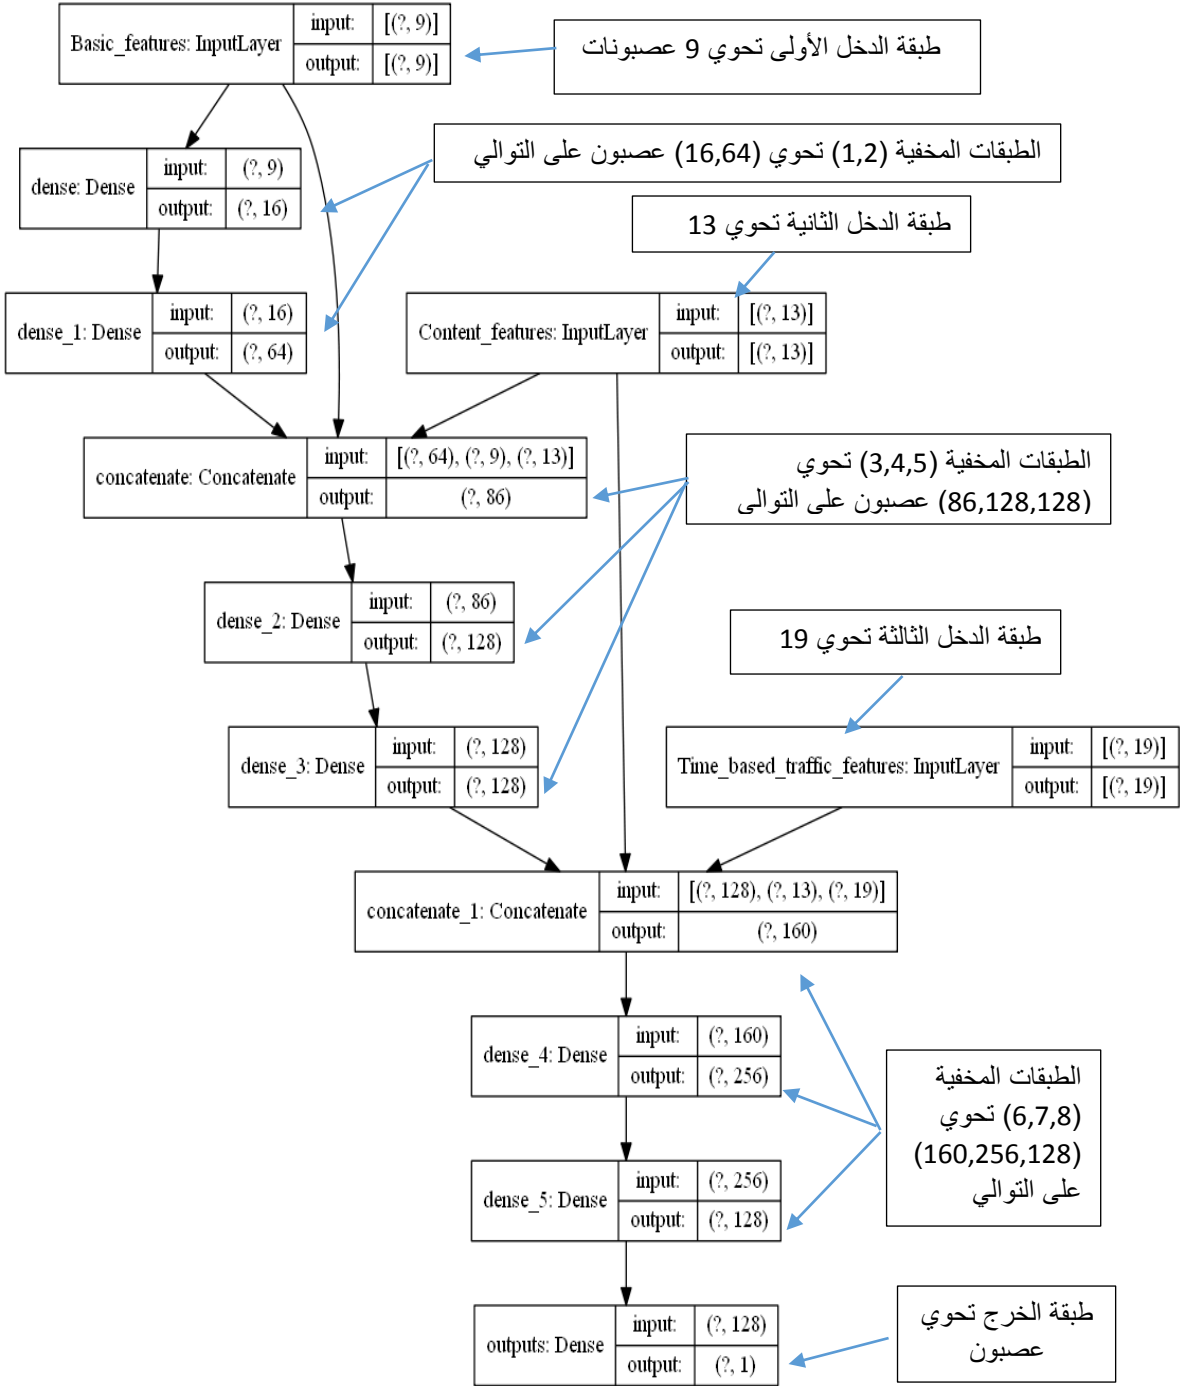 Basic_features: InputLayer
input:
[(?, 9)]
output:
[(?, 9)]
طبقة الدخل الأولى تحوي 9 عصبونات
الطبقات المخفية (1,2) تحوي (16,64) عصبون على التوالي
dense: Dense
input:
(?, 9)
output:
(?, 16)
طبقة الدخل الثانية تحوي 13
dense_1: Dense
input:
(?, 16)
output:
(?, 64)
Content_features: InputLayer
input:
[(?, 13)]
output:
[(?, 13)]
concatenate: Concatenate
input:
[(?, 64), (?, 9), (?, 13)]
output:
(?, 86)
الطبقات المخفية (3,4,5) تحوي
(86,128,128) عصبون على التوالى
dense_2: Dense
input:
(?, 86)
output:
(?, 128)
طبقة الدخل الثالثة تحوي 19
dense_3: Dense
input:
(?, 128)
output:
(?, 128)
Time_based_traffic_features: InputLayer
input:
[(?, 19)]
output:
[(?, 19)]
concatenate_1: Concatenate
input:
[(?, 128), (?, 13), (?, 19)]
output:
(?, 160)
dense_4: Dense
input:
(?, 160)
output:
(?, 256)
الطبقات المخفية
(6,7,8) تحوي
(160,256,128)
على التوالي
dense_5: Dense
input:
(?, 256)
output:
(?, 128)
outputs: Dense
input:
(?, 128)
output:
(?, 1)
طبقة الخرج تحوي
عصبون